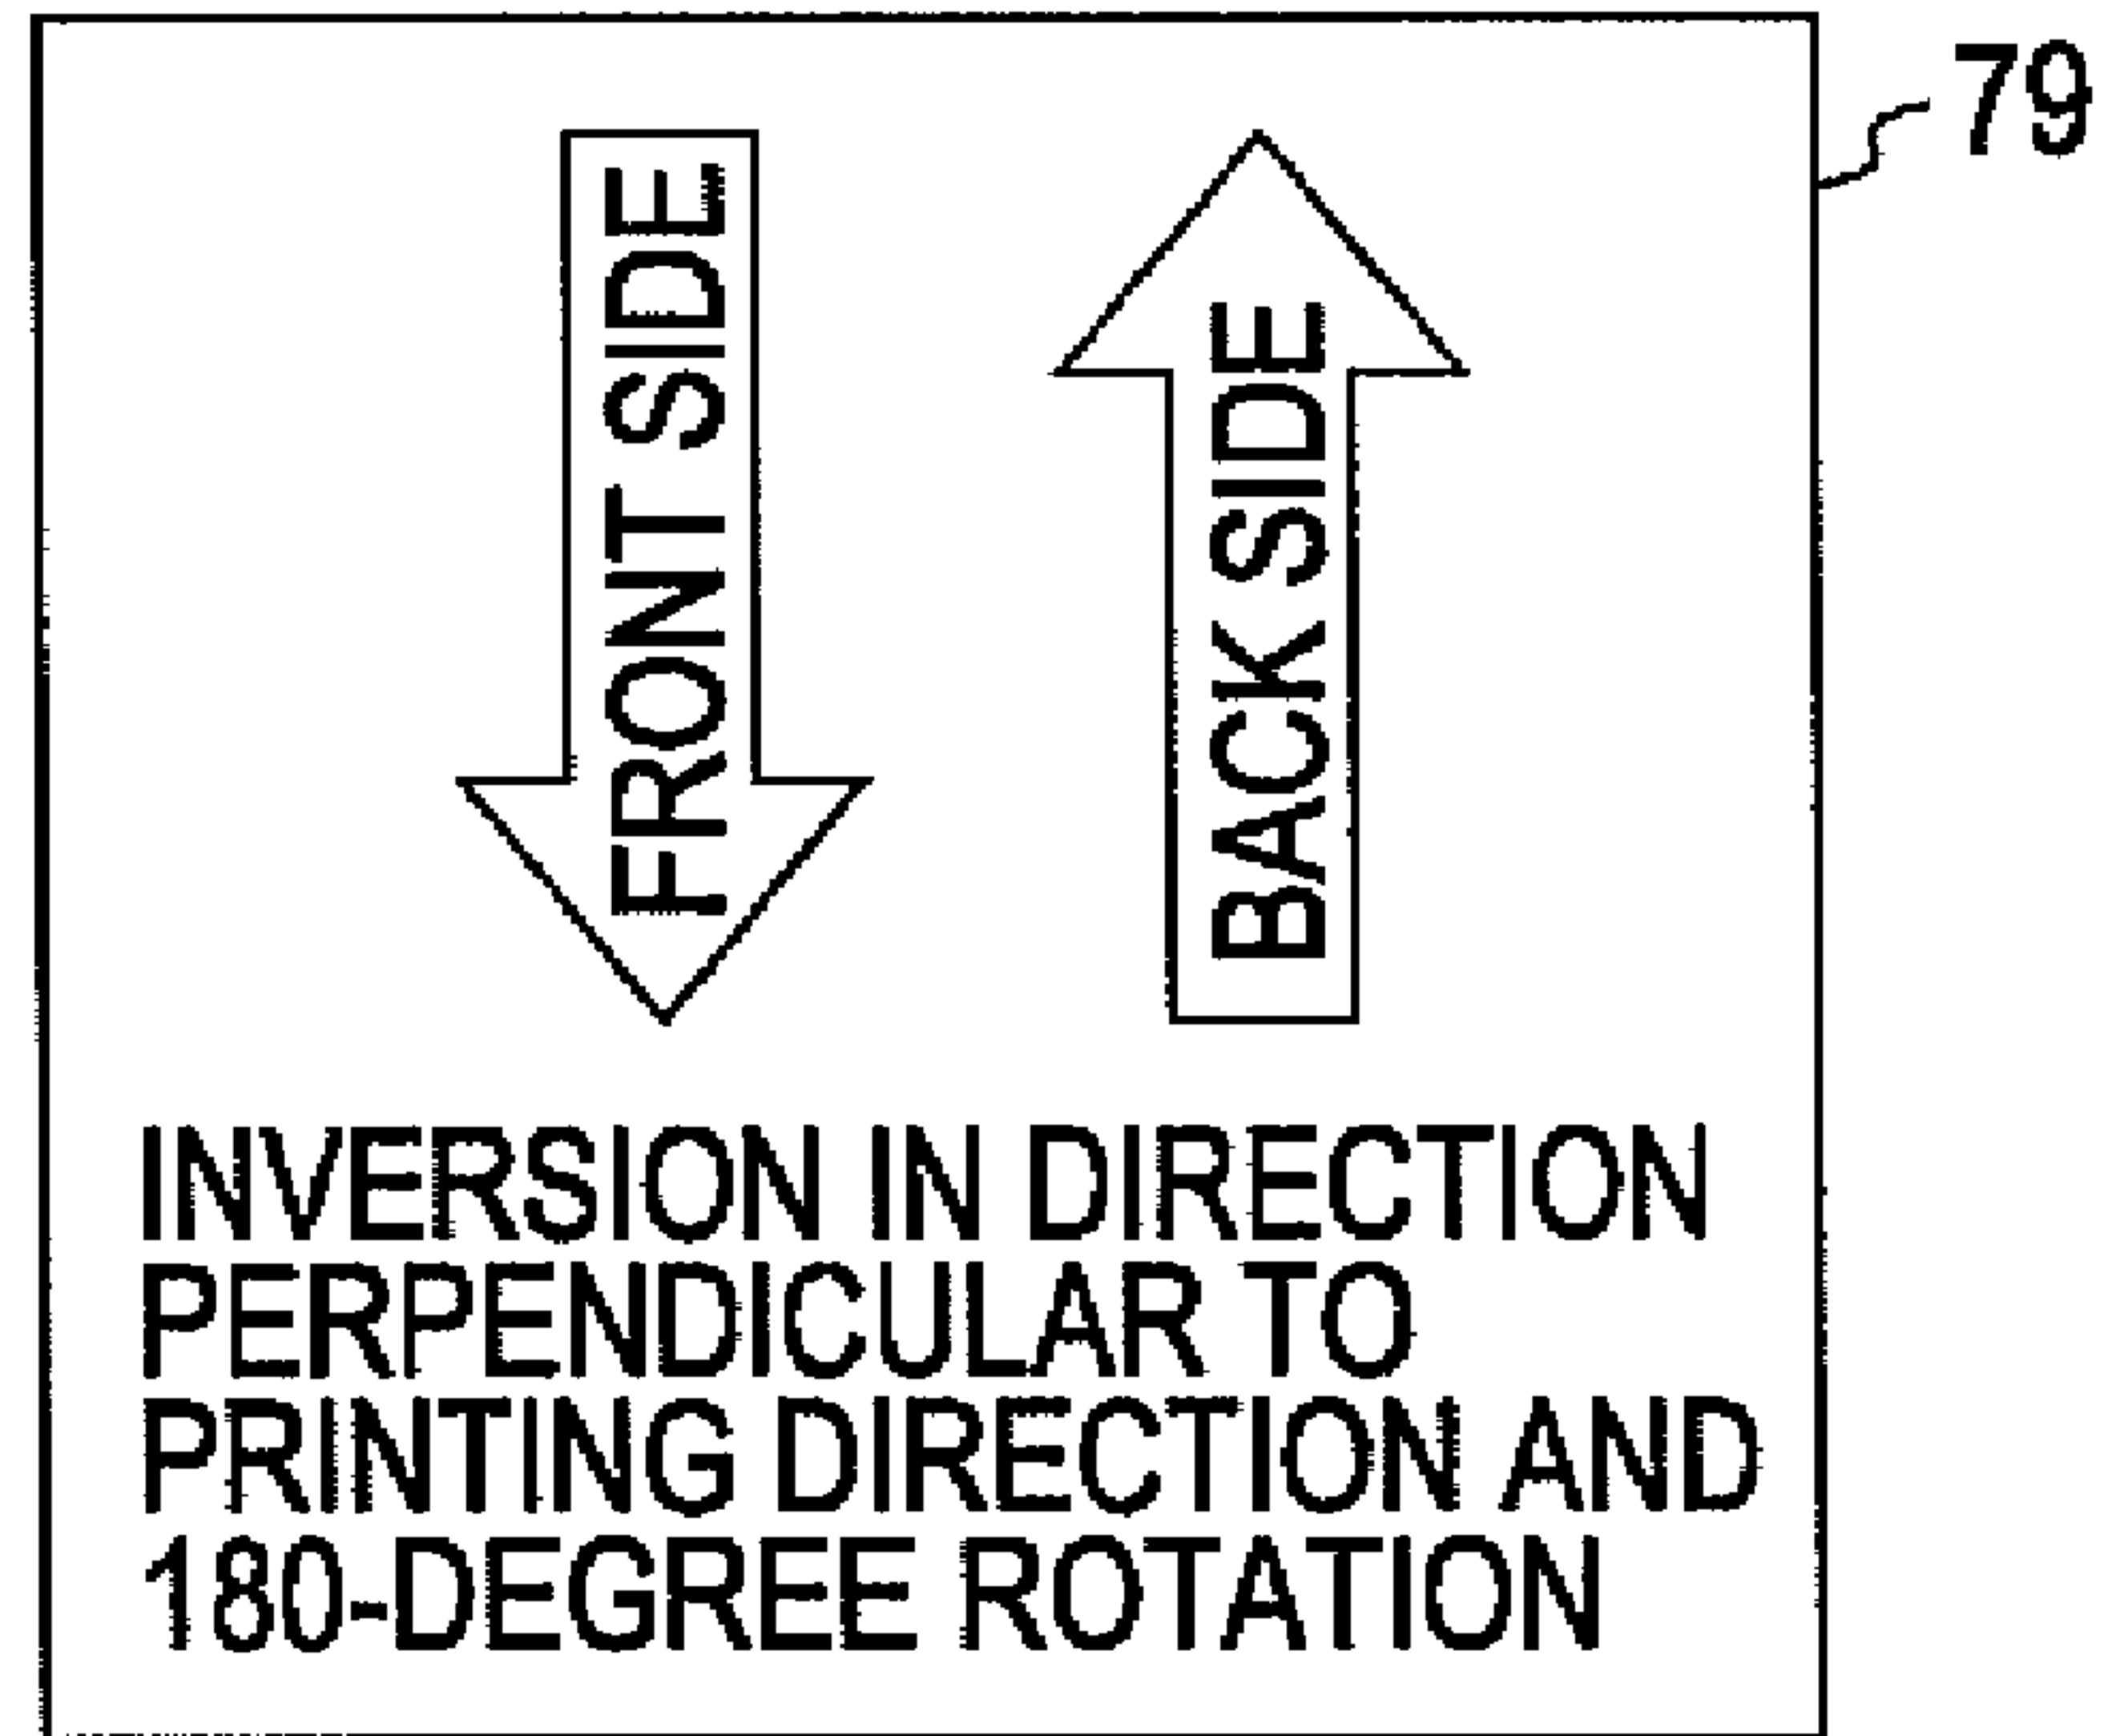 79
FRONT SIDE
BACK SIDE
INVERSION IN DIRECTION
PERPENDICULAR TO
PRINTING DIRECTION AND
180-DEGREE ROTATION